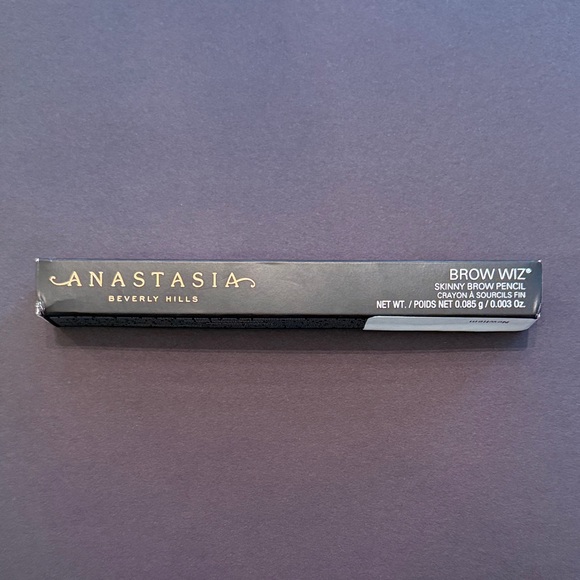 ANASTASIA
BEVERLY HILLS
BROW WIZ®
SKINNY BROW PENCIL
CRAYON À SOURCILS FIN
NET WT. / POIDS NET 0.085 g / 0.003 Oz.